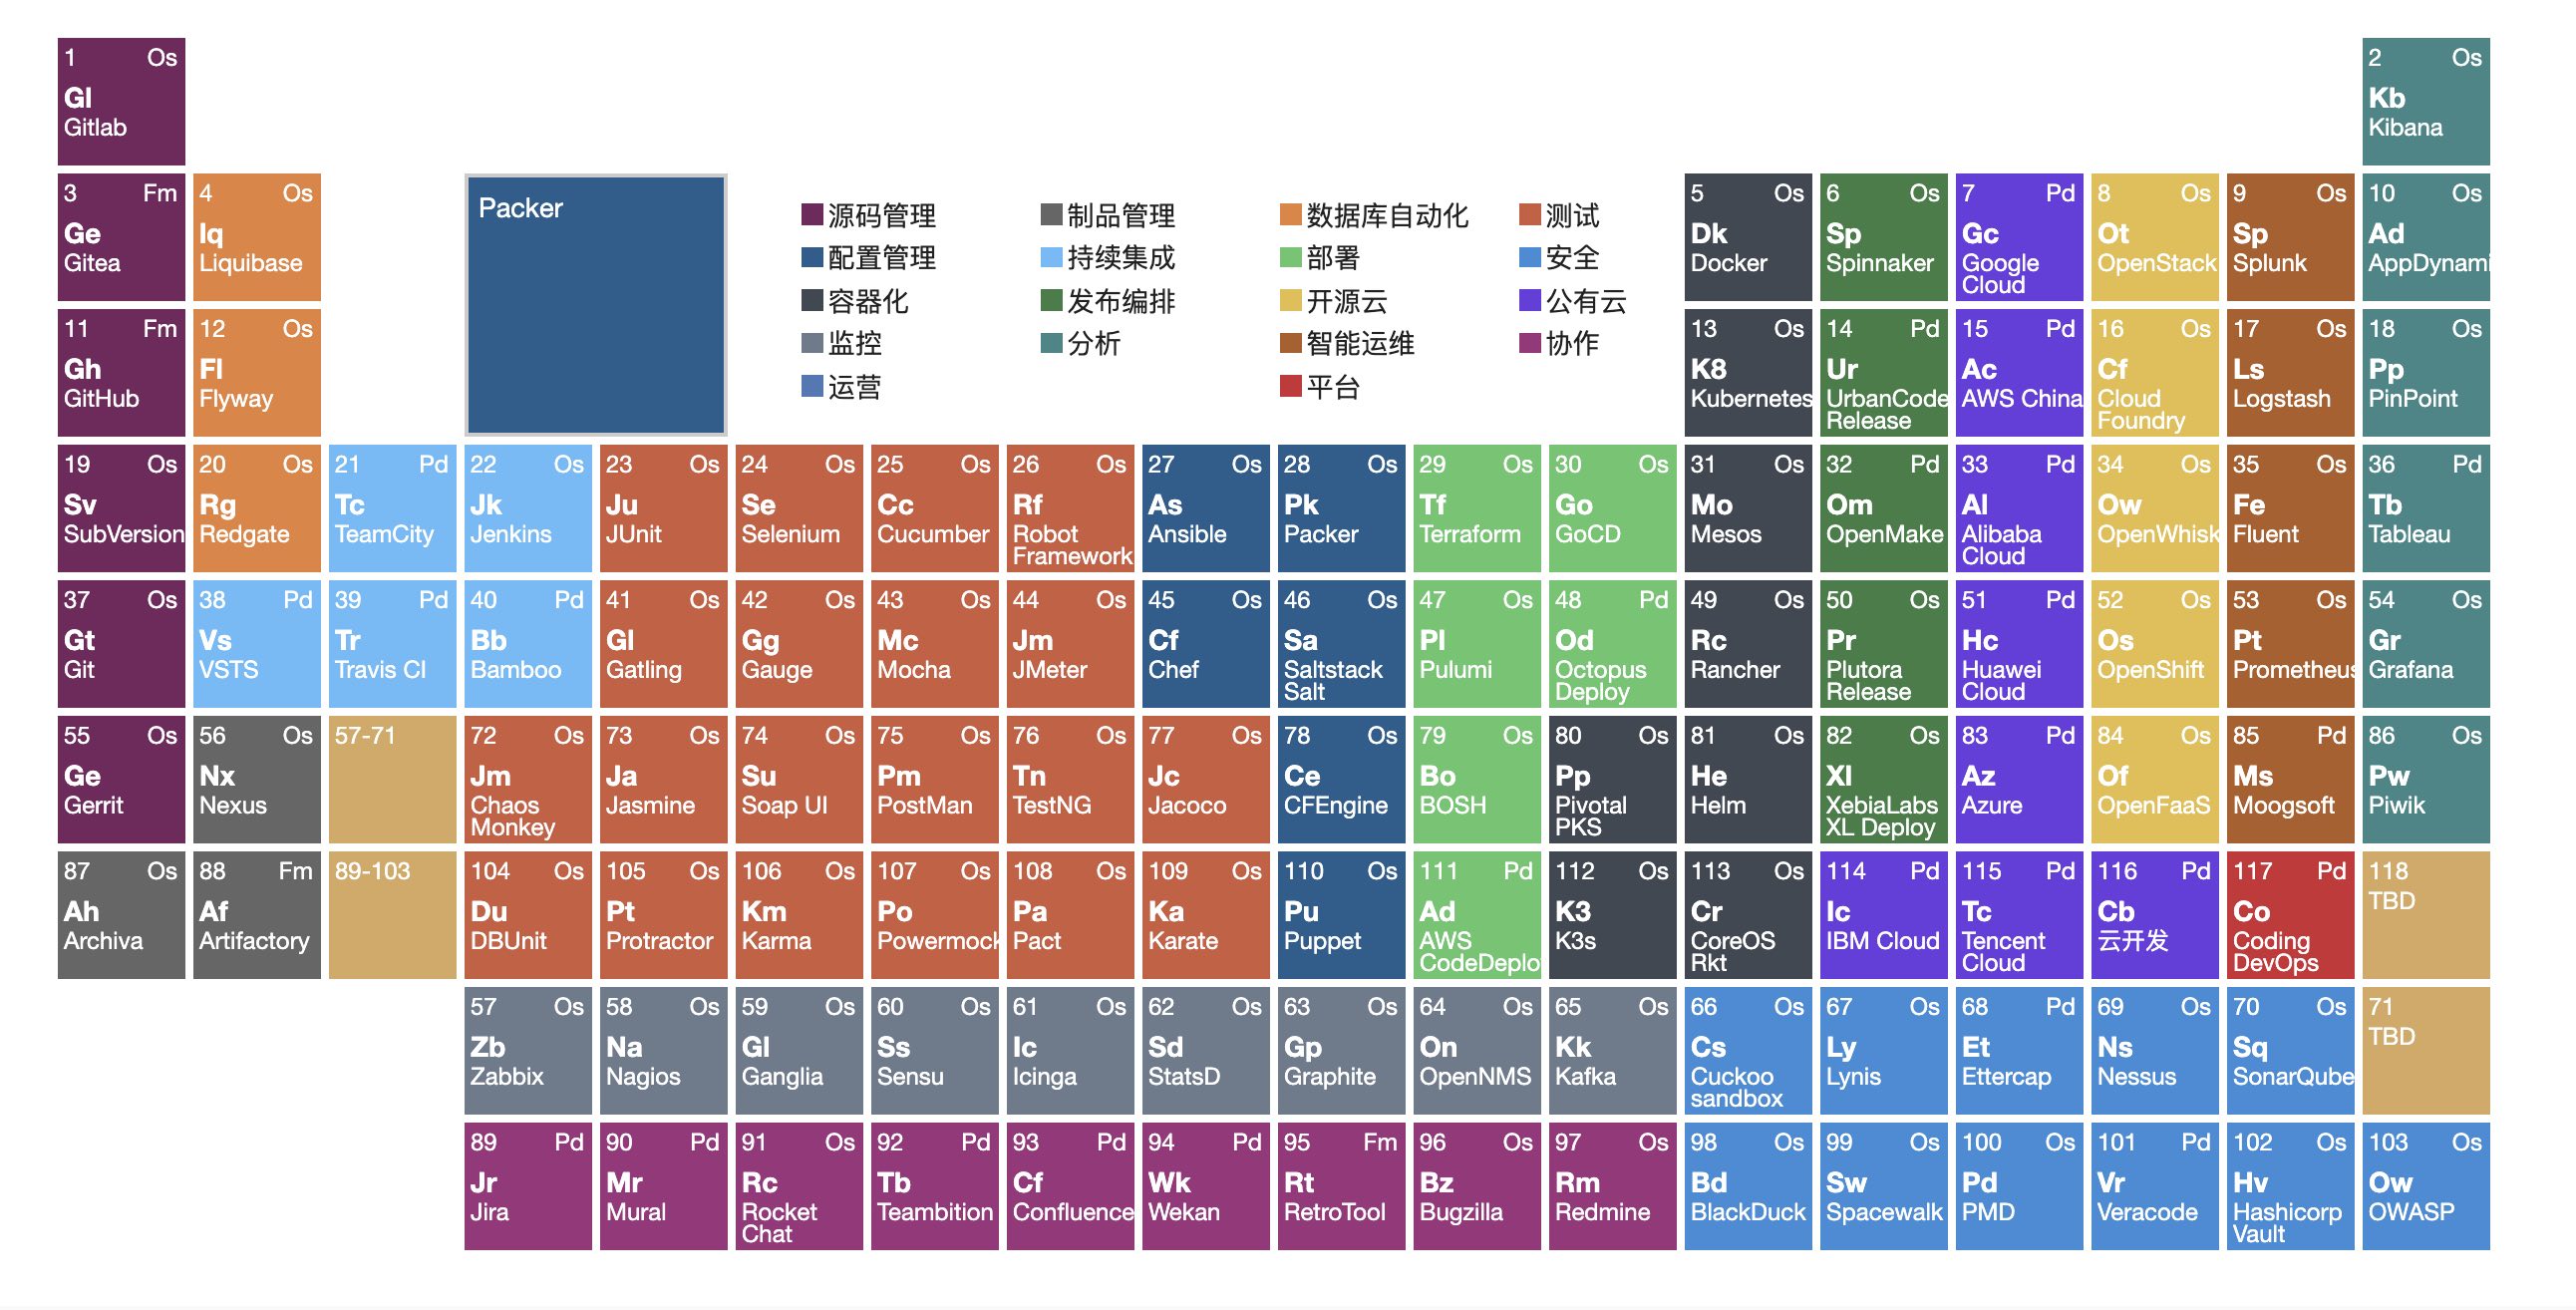 1 Os
Gl
Gitlab
2 Os
Kb
Kibana
3 Fm
Ge
Gitea
4 Os
Iq
Liquibase
Packer
源码管理
制品管理
数据库自动化
测试
配置管理
持续集成
部署
安全
容器化
发布编排
开源云
公有云
监控
分析
智能运维
协作
运营
平台
5 Os
Dk
Docker
6 Os
Sp
Spinnaker
7 Pd
Gc
Google
Cloud
8 Os
Ot
OpenStack
9 Os
Sp
Splunk
10 Os
Ad
AppDynami
11 Fm
Gh
GitHub
12 Os
Fl
Flyway
13 Os
K8
Kubernetes
14 Pd
Ur
UrbanCode
Release
15 Pd
Ac
AWS China
16 Os
Cf
Cloud
Foundry
17 Os
Ls
Logstash
18 Os
Pp
PinPoint
19 Os
Sv
SubVersion
20 Os
Rg
Redgate
21 Pd
Tc
TeamCity
22 Os
Jk
Jenkins
23 Os
Ju
JUnit
24 Os
Se
Selenium
25 Os
Cc
Cucumber
26 Os
Rf
Robot
Framework
27 Os
As
Ansible
28 Os
Pk
Packer
29 Os
Tf
Terraform
30 Os
Go
GoCD
31 Os
Mo
Mesos
32 Pd
Om
OpenMake
33 Pd
Al
Alibaba
Cloud
34 Os
Ow
OpenWhisk
35 Os
Fe
Fluent
36 Pd
Tb
Tableau
37 Os
Gt
Git
38 Pd
Vs
VSTS
39 Pd
Tr
Travis CI
40 Pd
Bb
Bamboo
41 Os
Gl
Gatling
42 Os
Gg
Gauge
43 Os
Mc
Mocha
44 Os
Jm
JMeter
45 Os
Cf
Chef
46 Os
Sa
Saltstack
Salt
47 Os
Pl
Pulumi
48 Pd
Od
Octopus
Deploy
49 Os
Rc
Rancher
50 Os
Pr
Plutora
Release
51 Pd
Hc
Huawei
Cloud
52 Os
Os
OpenShift
53 Os
Pt
Prometheus
54 Os
Gr
Grafana
55 Os
Ge
Gerrit
56 Os
Nx
Nexus
57-71
72 Os
Jm
Chaos
Monkey
73 Os
Ja
Jasmine
74 Os
Su
Soap UI
75 Os
Pm
PostMan
76 Os
Tn
TestNG
77 Os
Jc
Jacoco
78 Os
Ce
CFEngine
79 Os
Bo
BOSH
80 Os
Pp
Pivotal
PKS
81 Os
He
Helm
82 Os
Xl
XebiaLabs
XL Deploy
83 Pd
Az
Azure
84 Os
Of
OpenFaaS
85 Pd
Ms
Moogsoft
86 Os
Pw
Piwik
87 Os
Ah
Archiva
88 Fm
Af
Artifactory
89-103
104 Os
Du
DBUnit
105 Os
Pt
Protractor
106 Os
Km
Karma
107 Os
Po
Powermock
108 Os
Pa
Pact
109 Os
Ka
Karate
110 Os
Pu
Puppet
111 Pd
Ad
AWS
CodeDeplo
112 Os
K3
K3s
113 Os
Cr
CoreOS
Rkt
114 Pd
Ic
IBM Cloud
115 Pd
Tc
Tencent
Cloud
116 Pd
Cb
云开发
117 Pd
Co
Coding
DevOps
118
TBD
57 Os
Zb
Zabbix
58 Os
Na
Nagios
59 Os
Gl
Ganglia
60 Os
Ss
Sensu
61 Os
Ic
Icinga
62 Os
Sd
StatsD
63 Os
Gp
Graphite
64 Os
On
OpenNMS
65 Os
Kk
Kafka
66 Os
Cs
Cuckoo
sandbox
67 Os
Ly
Lynis
68 Pd
Et
Ettercap
69 Os
Ns
Nessus
70 Os
Sq
SonarQube
71
TBD
89 Pd
Jr
Jira
90 Pd
Mr
Mural
91 Os
Rc
Rocket
Chat
92 Pd
Tb
Teambition
93 Pd
Cf
Confluence
94 Pd
Wk
Wekan
95 Fm
Rt
RetroTool
96 Os
Bz
Bugzilla
97 Os
Rm
Redmine
98 Os
Bd
BlackDuck
99 Os
Sw
Spacewalk
100 Os
Pd
PMD
101 Pd
Vr
Veracode
102 Os
Hv
Hashicorp
Vault
103 Os
Ow
OWASP